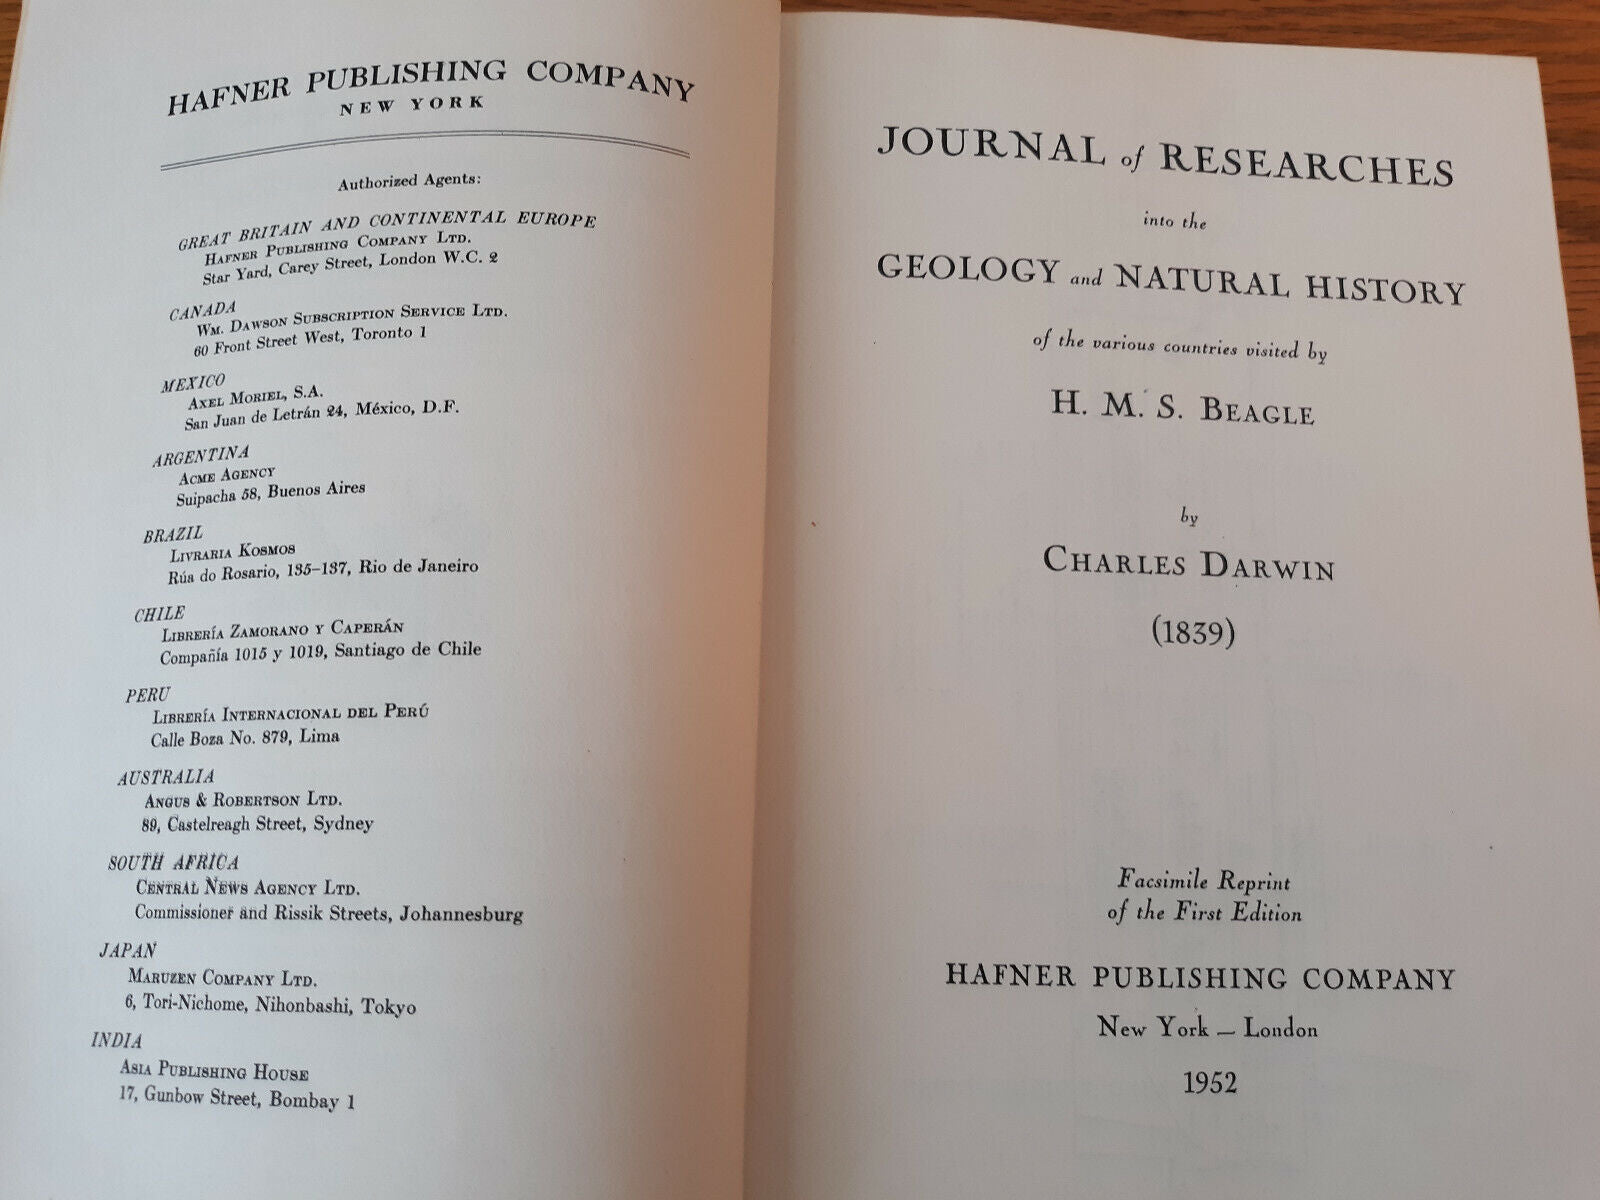 HAFNER PUBLISHING COMPANY
NEW YORK
Authorized Agents:
GREAT BRITAIN AND CONTINENTAL EUROPE
HAFNER PUBLISHING COMPANY LTD.
Star Yard, Carey Street, London W.C. 2
CANADA
WM. DAWSON SUBSCRIPTION SERVICE LTD.
60 Front Street West, Toronto 1
MEXICO
AXEL MORIEL, S.A.
San Juan de Letrán 24, México, D.F.
ARGENTINA
ACME AGENCY
Suipacha 58, Buenos Aires
BRAZIL
LIVRARIA KOSMOS
Rúa do Rosario, 135–137, Rio de Janeiro
CHILE
LIBRERÍA ZAMORANO Y CAPERÁN
Compañía 1015 y 1019, Santiago de Chile
PERU
LIBRERÍA INTERNACIONAL DEL PERÚ
Calle Boza No. 879, Lima
AUSTRALIA
ANGUS & ROBERTSON LTD.
89, Castelreagh Street, Sydney
SOUTH AFRICA
CENTRAL NEWS AGENCY LTD.
Commissioner and Rissik Streets, Johannesburg
JAPAN
MARUZEN COMPANY LTD.
6, Tori-Nichome, Nihonbashi, Tokyo
INDIA
ASIA PUBLISHING HOUSE
17, Gunbow Street, Bombay 1
JOURNAL of RESEARCHES
into the
GEOLOGY and NATURAL HISTORY
of the various countries visited by
H. M. S. BEAGLE
by
CHARLES DARWIN
(1839)
Facsimile Reprint
of the First Edition
HAFNER PUBLISHING COMPANY
New York – London
1952